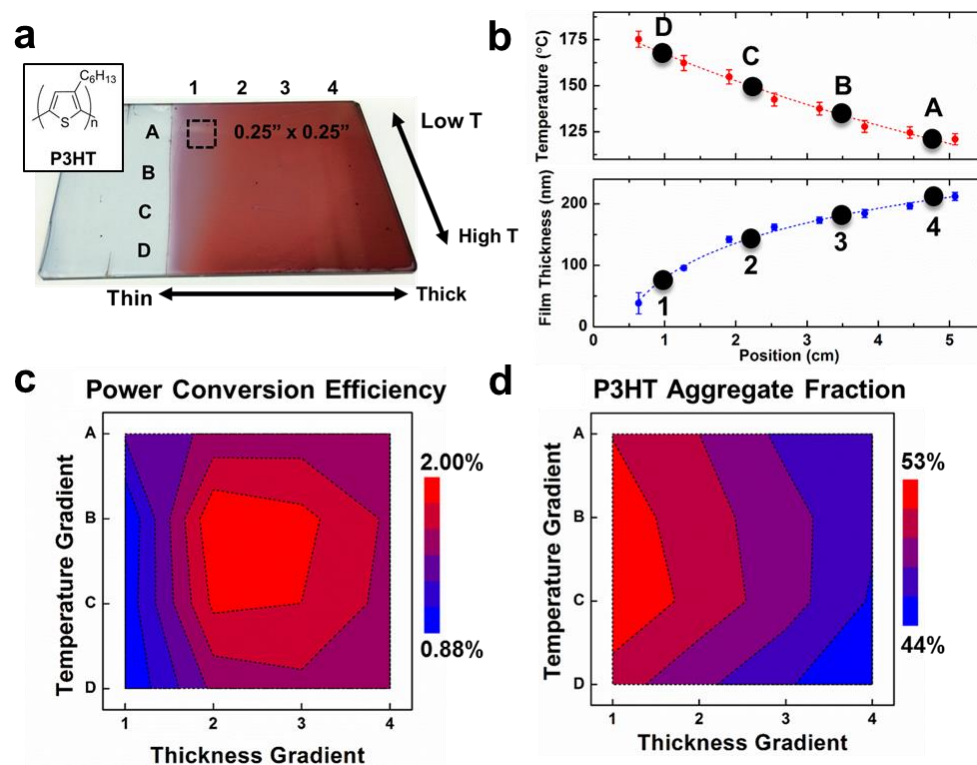 a
C₆H₁₃
S
n
P3HT
1 2 3 4
A
B
C
D
0.25” x 0.25”
Low T
High T
Thin
Thick
b
Temperature (°C)
175
150
125
D
C
B
A
Film Thickness (nm)
200
100
0
1
2
3
4
0 1 2 3 4 5
Position (cm)
c
Power Conversion Efficiency
Temperature Gradient
A
B
C
D
1 2 3 4
Thickness Gradient
2.00%
0.88%
d
P3HT Aggregate Fraction
Temperature Gradient
A
B
C
D
1 2 3 4
Thickness Gradient
53%
44%